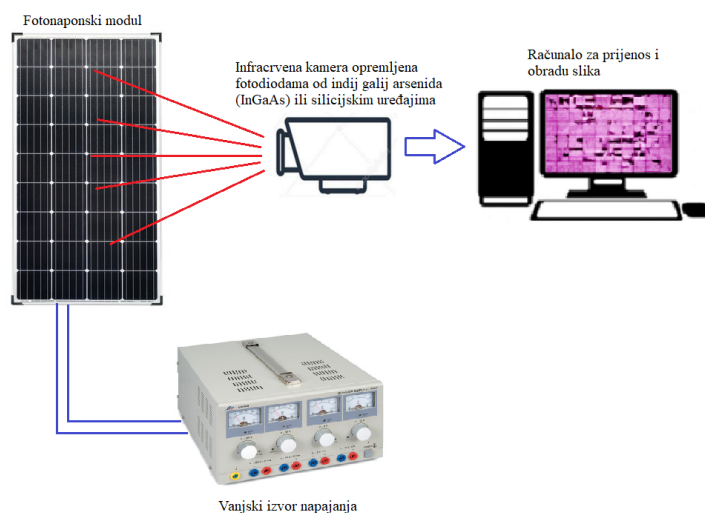 Fotonaponski modul
Infracrvena kamera opremljena
fotodiodama od indij galij arsenida
(InGaAs) ili silicijskim uređajima
Računalo za prijenos i
obradu slika
Vanjski izvor napajanja